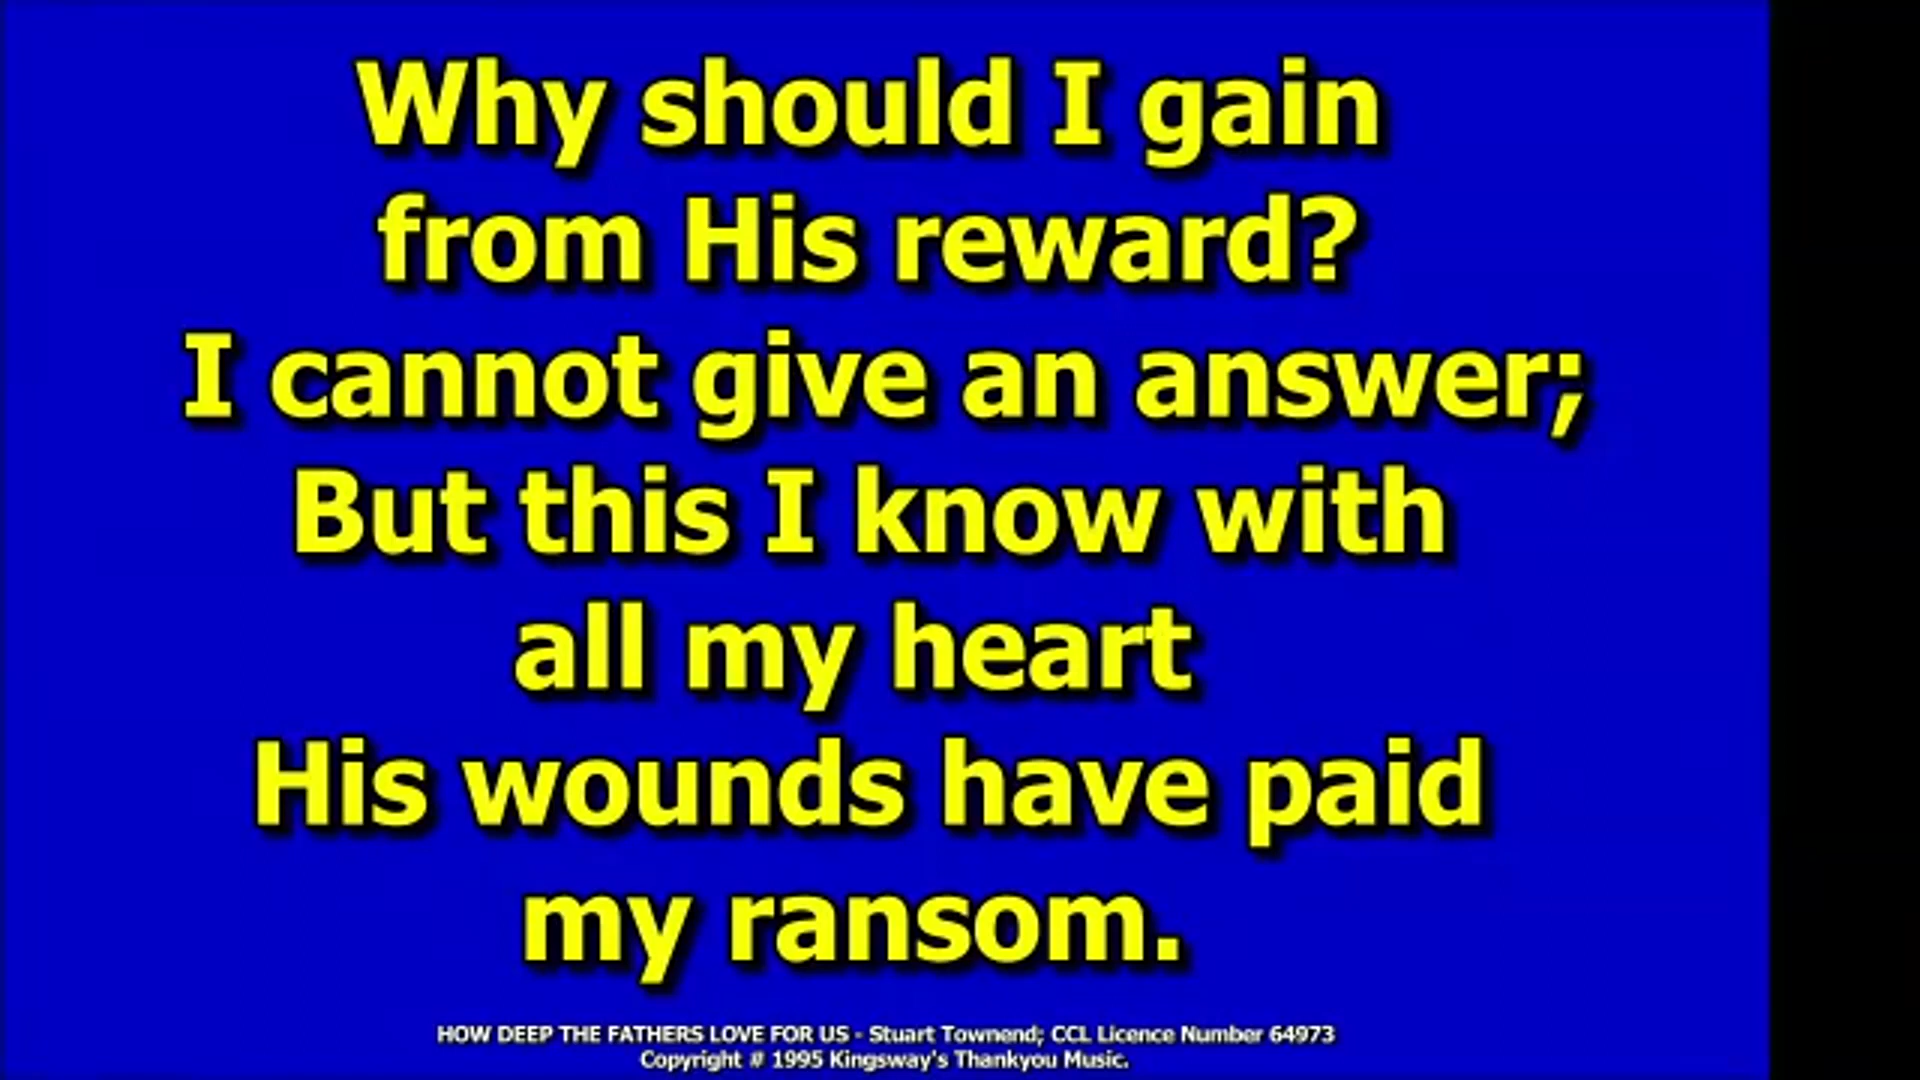 Why should I gain
from His reward?
I cannot give an answer;
But this I know with
all my heart
His wounds have paid
my ransom.
HOW DEEP THE FATHERS LOVE FOR US - Stuart Townend; CCL Licence Number 64973
Copyright # 1995 Kingsway's Thankyou Music.